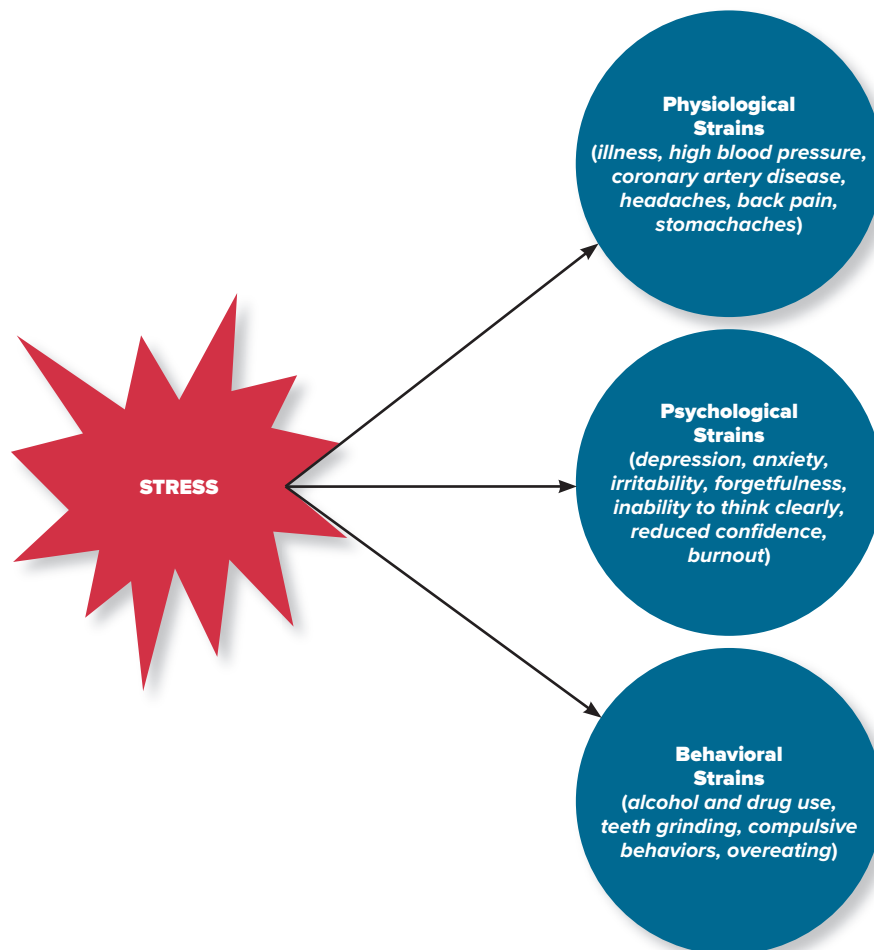 Physiological
Strains
(illness, high blood pressure,
coronary artery disease,
headaches, back pain,
stomachaches)
STRESS
Psychological
Strains
(depression, anxiety,
irritability, forgetfulness,
inability to think clearly,
reduced confidence,
burnout)
Behavioral
Strains
(alcohol and drug use,
teeth grinding, compulsive
behaviors, overeating)